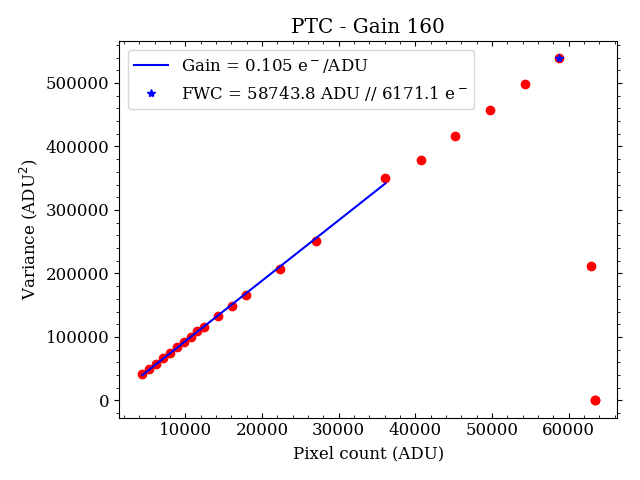 PTC - Gain 160
Gain = 0.105 e⁻/ADU
FWC = 58743.8 ADU // 6171.1 e⁻
500000
400000
300000
200000
100000
0
Variance (ADU²)
10000 20000 30000 40000 50000 60000
Pixel count (ADU)